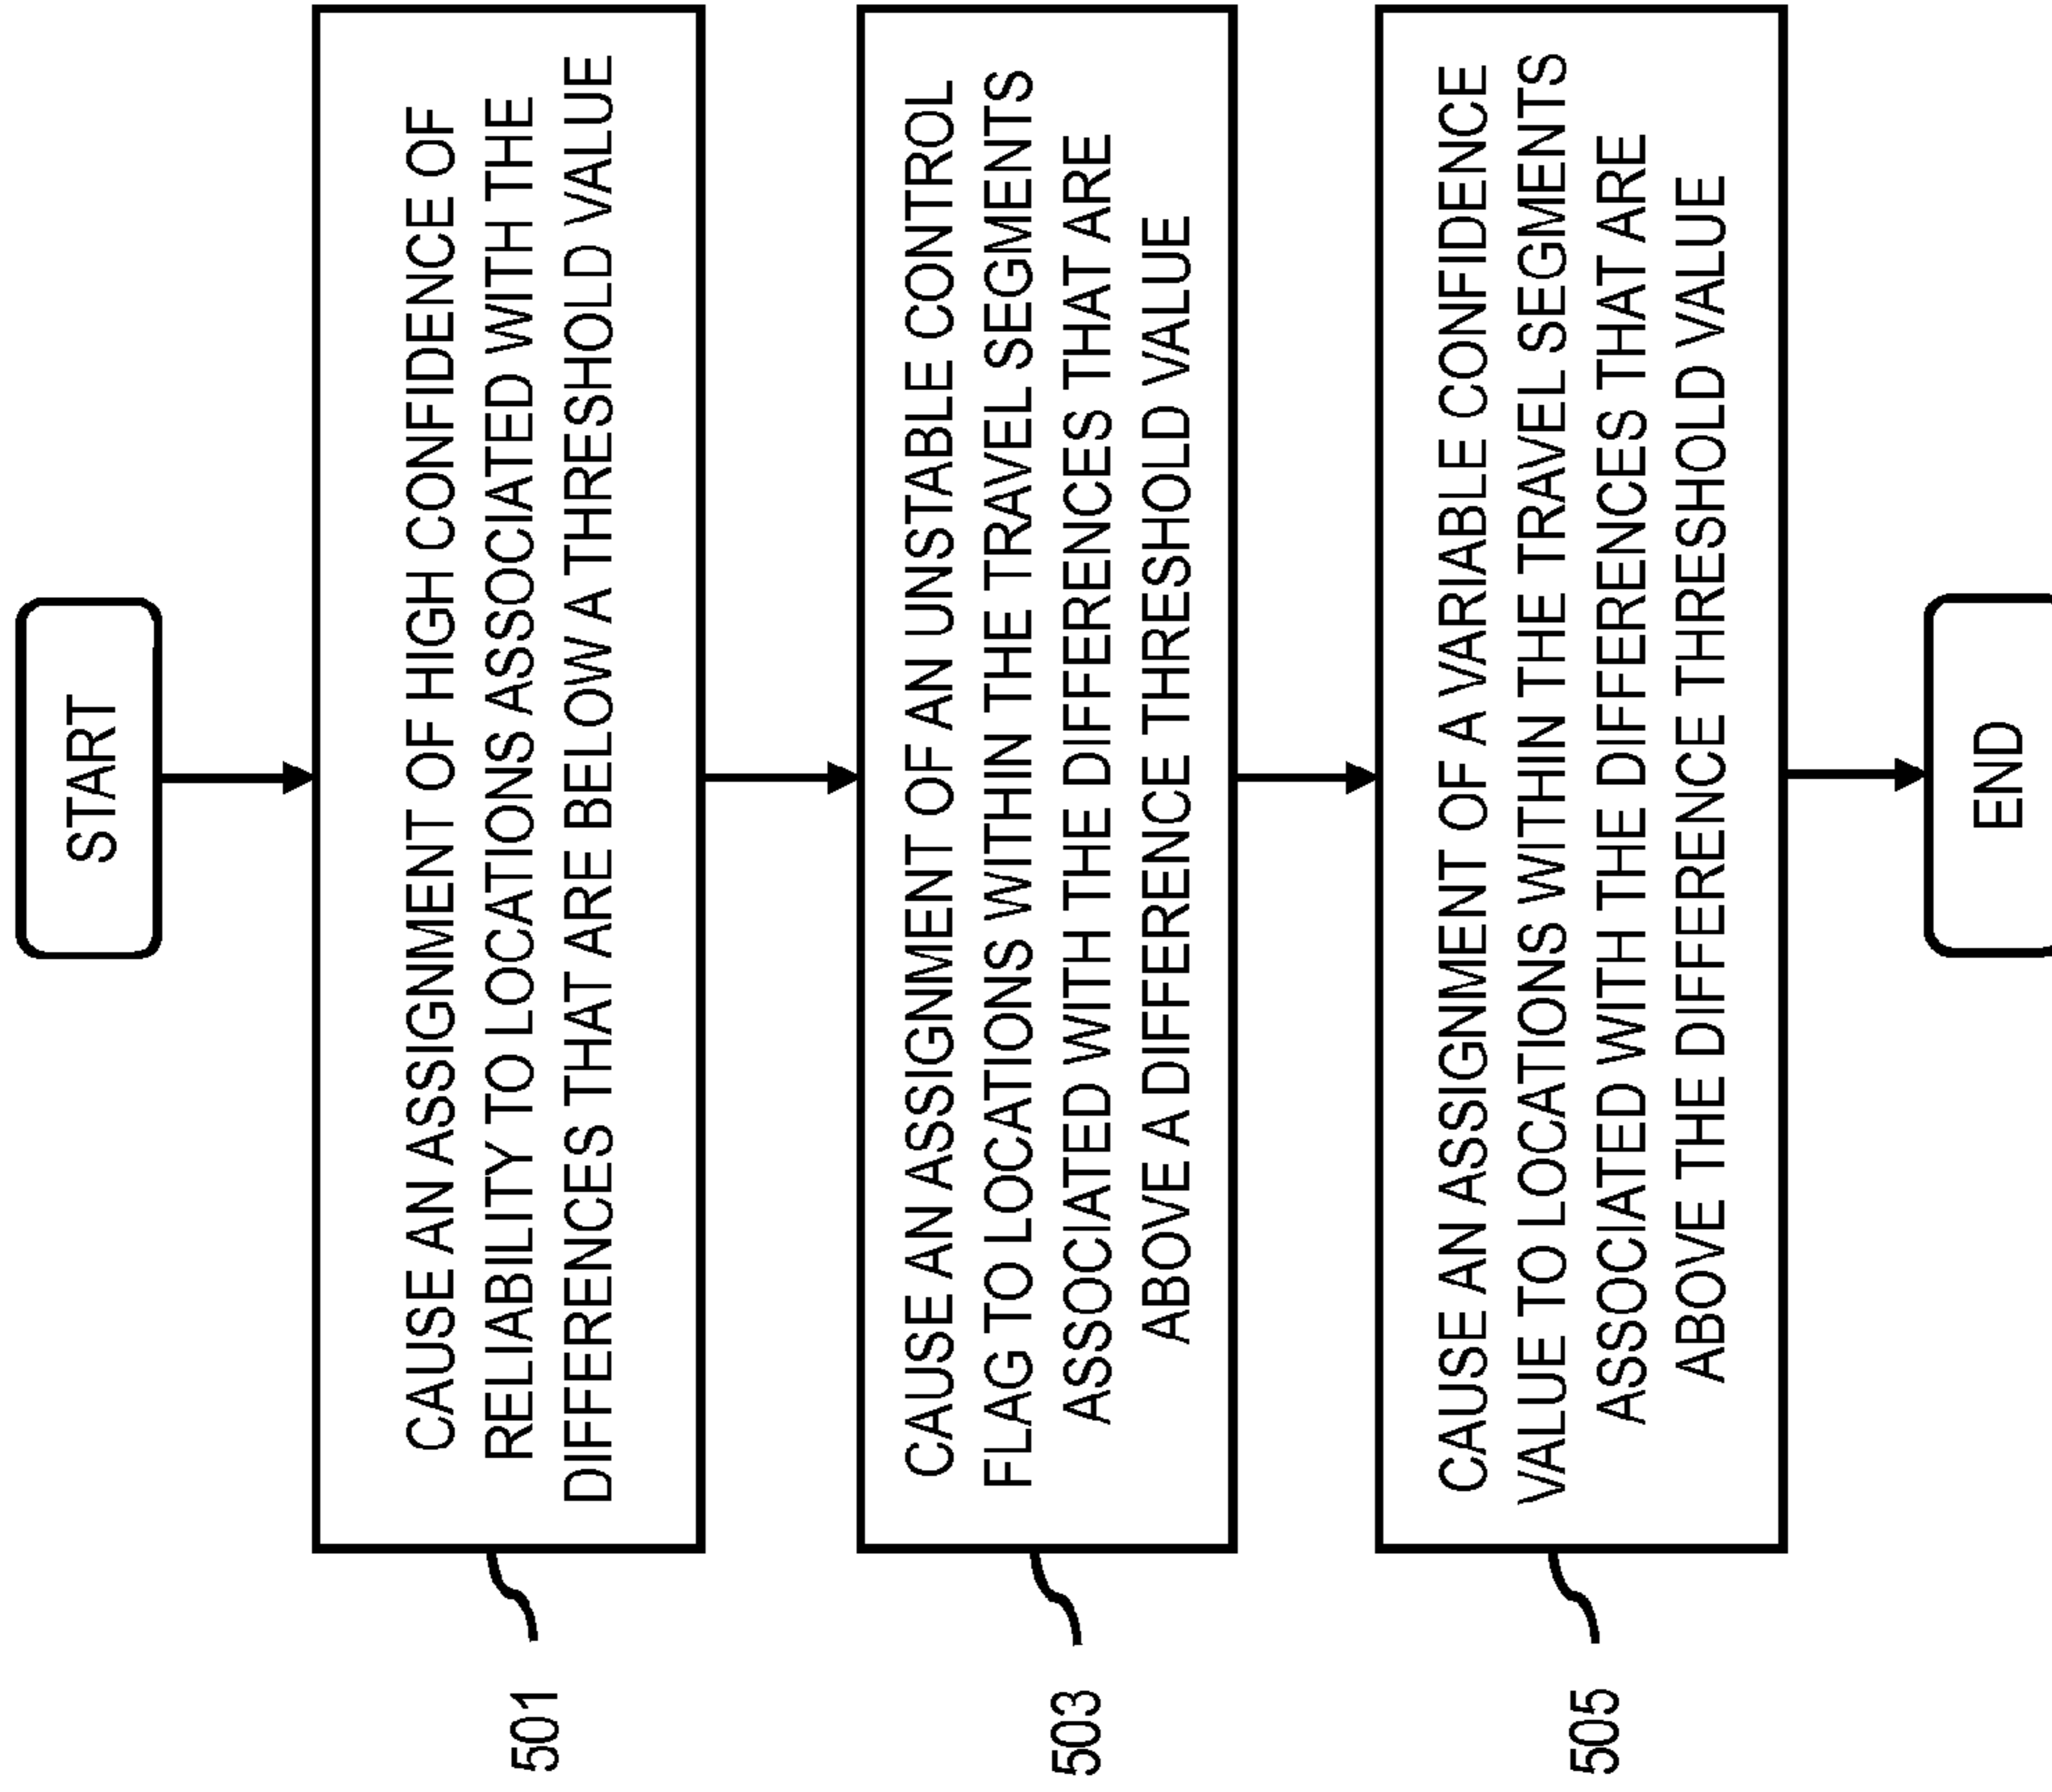 START
CAUSE AN ASSIGNMENT OF HIGH CONFIDENCE OF
RELIABILITY TO LOCATIONS ASSOCIATED WITH THE
DIFFERENCES THAT ARE BELOW A THRESHOLD VALUE
501
CAUSE AN ASSIGNMENT OF AN UNSTABLE CONTROL
FLAG TO LOCATIONS WITHIN THE TRAVEL SEGMENTS
ASSOCIATED WITH THE DIFFERENCES THAT ARE
ABOVE A DIFFERENCE THRESHOLD VALUE
503
CAUSE AN ASSIGNMENT OF A VARIABLE CONFIDENCE
VALUE TO LOCATIONS WITHIN THE TRAVEL SEGMENTS
ASSOCIATED WITH THE DIFFERENCES THAT ARE
ABOVE THE DIFFERENCE THRESHOLD VALUE
505
END